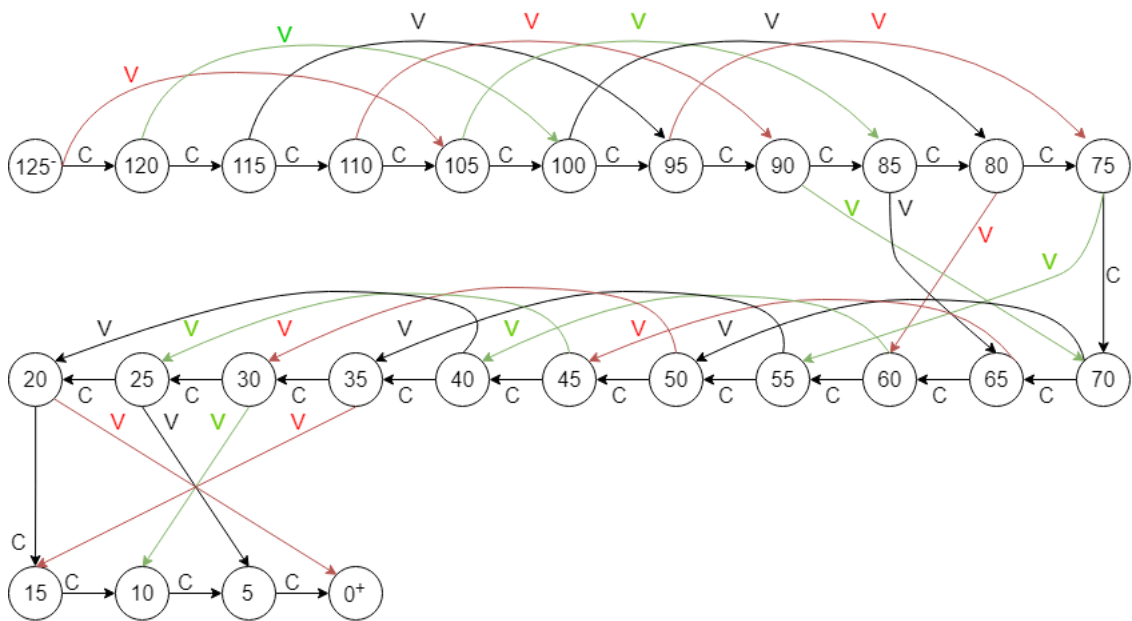 V V V V V
V V
C C C C C C C C C C
125- 120 115 110 105 100 95 90 85 80 75
V V
V
V
C
V V V V V V V
20 25 30 35 40 45 50 55 60 65 70
C C C C C C C C C C
V V V V
C
C C C
15 10 5 0+